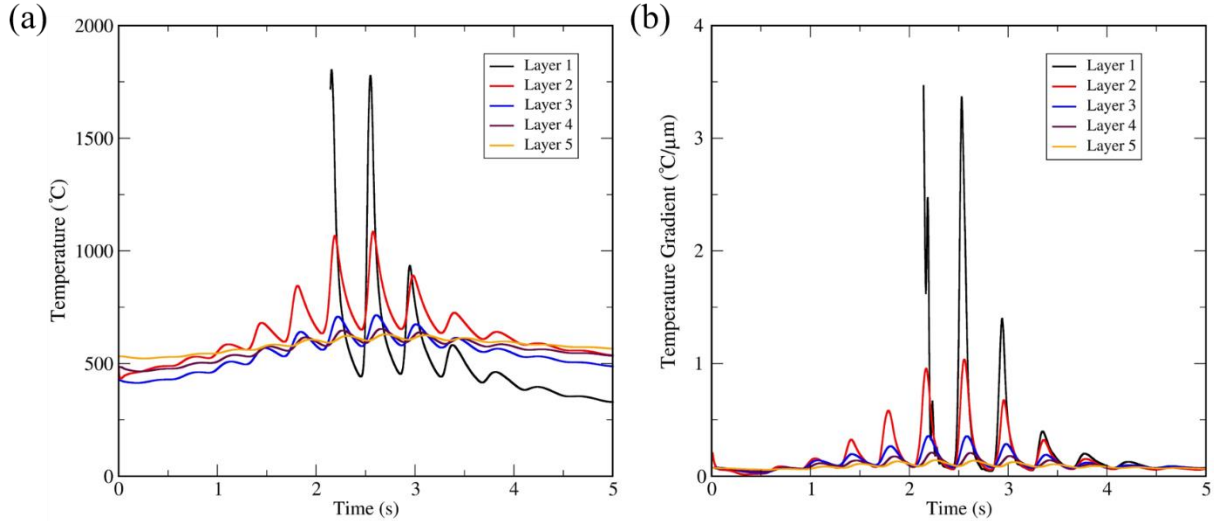 (a)
2000
1500
1000
500
0
Temperature (℃)
0 1 2 3 4 5
Time (s)
Layer 1
Layer 2
Layer 3
Layer 4
Layer 5
(b)
4
3
2
1
0
Temperature Gradient (℃/μm)
0 1 2 3 4 5
Time (s)
Layer 1
Layer 2
Layer 3
Layer 4
Layer 5